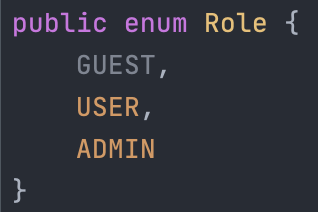 public enum Role {
    GUEST,
    USER,
    ADMIN
}